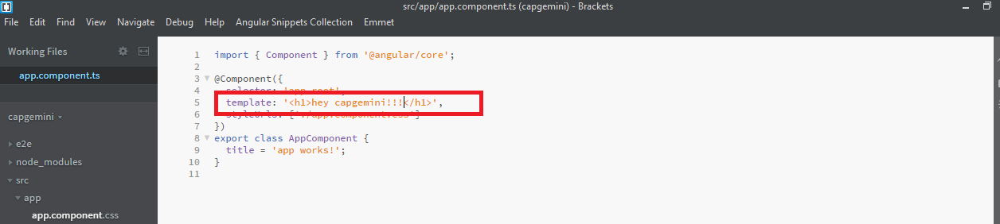 src/app/app.component.ts (capgemini) - Brackets
File Edit Find View Navigate Debug Help Angular Snippets Collection Emmet
Working Files
app.component.ts
capgemini
e2e
node_modules
src
app
app.component.css
1 import { Component } from '@angular/core';
2
3 @Component({
4 selector: 'app-root',
5 template: '<h1>hey capgemini!!!</h1>',
6 styleUrls: ['./app.component.css']
7 })
8 export class AppComponent {
9 title = 'app works!';
10 }
11